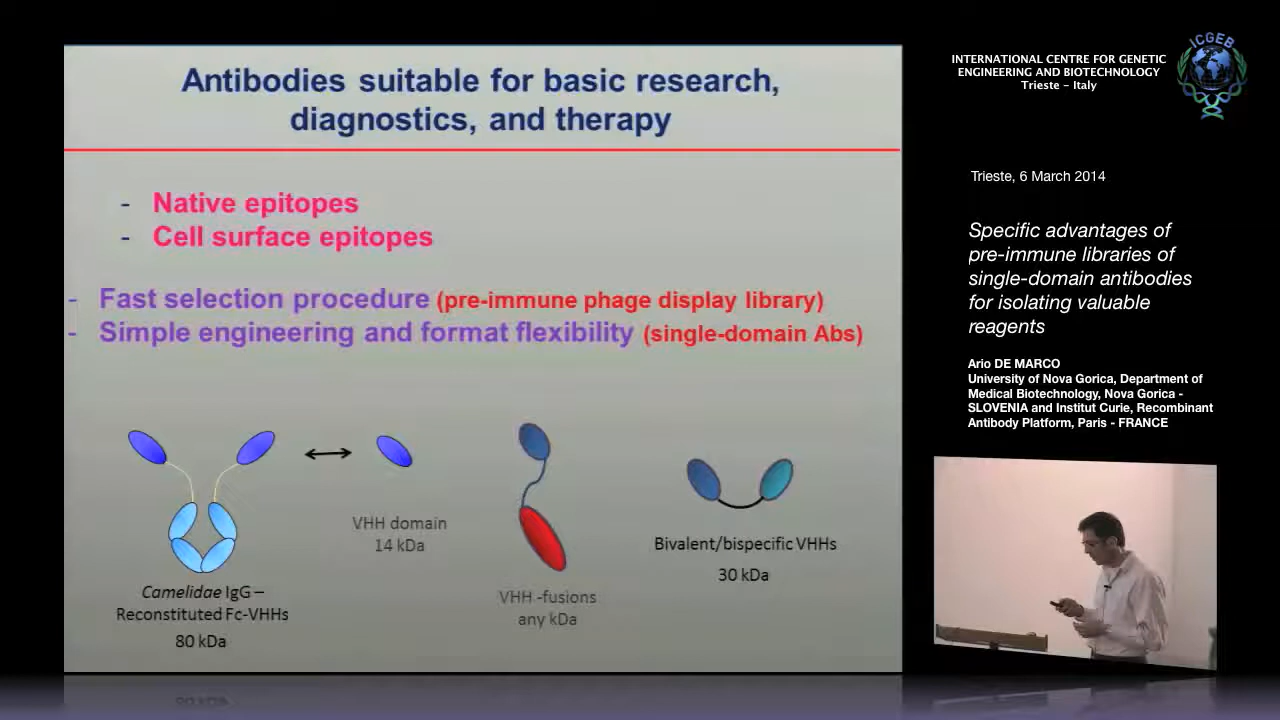 Antibodies suitable for basic research,
diagnostics, and therapy
- Native epitopes
- Cell surface epitopes
- Fast selection procedure (pre-immune phage display library)
- Simple engineering and format flexibility (single-domain Abs)
VHH domain
14 kDa
Camelidae IgG –
Reconstituted Fc-VHHs
80 kDa
VHH -fusions
any kDa
Bivalent/bispecific VHHs
30 kDa
INTERNATIONAL CENTRE FOR GENETIC
ENGINEERING AND BIOTECHNOLOGY
Trieste – Italy
ICGEB
Trieste, 6 March 2014
Specific advantages of
pre-immune libraries of
single-domain antibodies
for isolating valuable
reagents
Ario DE MARCO
University of Nova Gorica, Department of
Medical Biotechnology, Nova Gorica -
SLOVENIA and Institut Curie, Recombinant
Antibody Platform, Paris - FRANCE